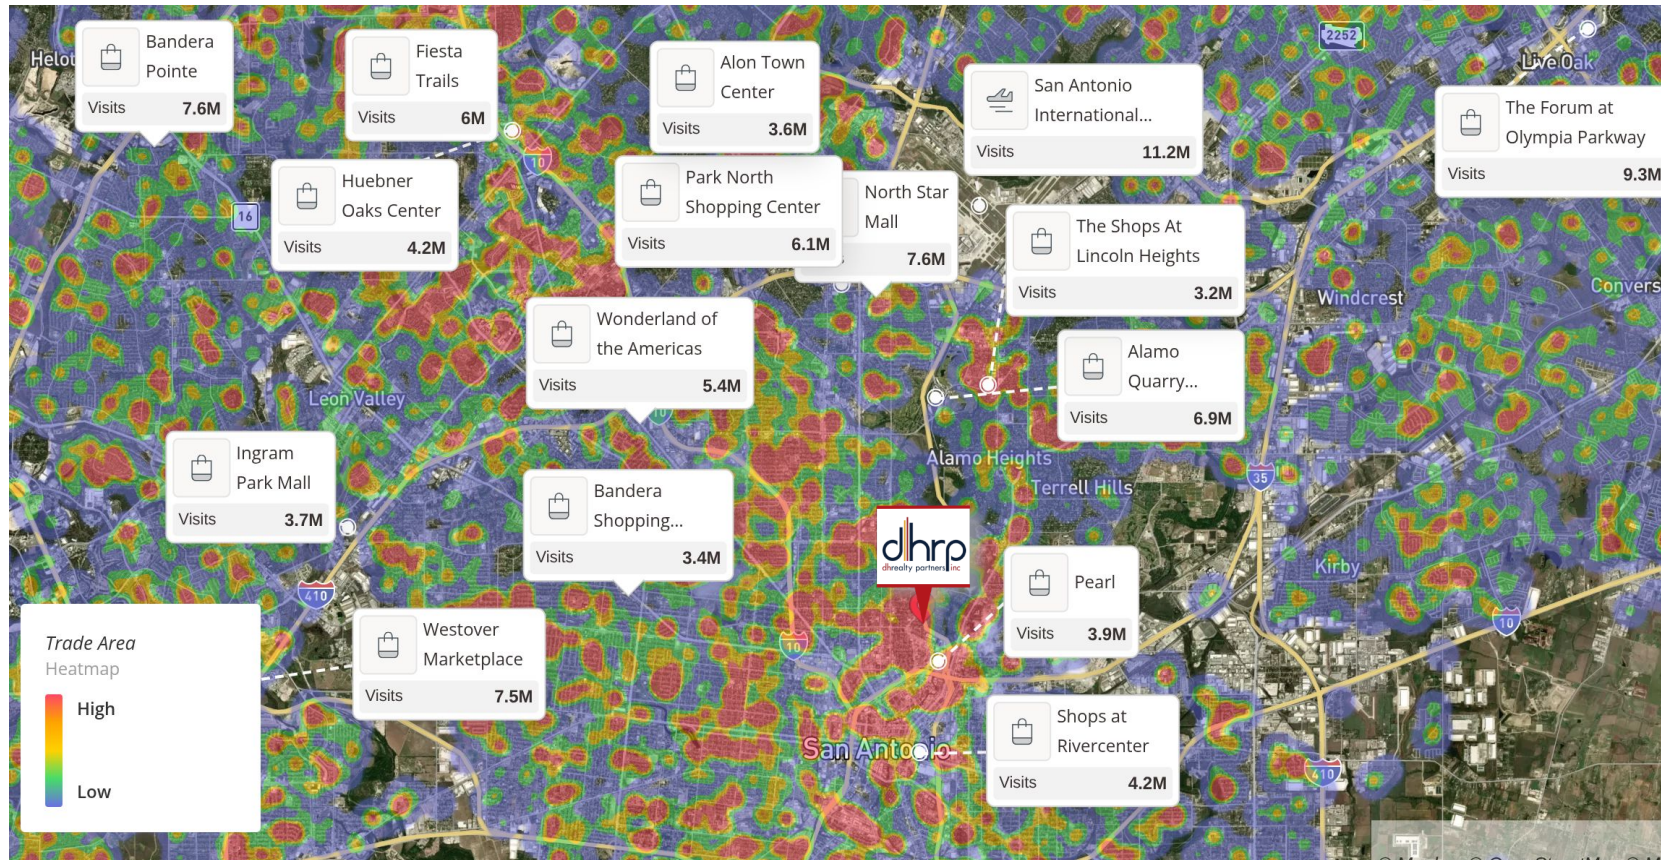 Helot
Bandera
Pointe
Visits 7.6M
Fiesta
Trails
Visits 6M
Alon Town
Center
Visits 3.6M
San Antonio
International...
Visits 11.2M
2252
Live Oak
The Forum at
Olympia Parkway
Visits 9.3M
10
Huebner
Oaks Center
Visits 4.2M
16
Park North
Shopping Center
Visits 6.1M
North Star
Mall
7.6M
The Shops At
Lincoln Heights
Visits 3.2M
Windcrest
Convers
Wonderland of
the Americas
Visits 5.4M
Alamo
Quarry...
Visits 6.9M
Leon Valley
10
Ingram
Park Mall
Visits 3.7M
Alamo Heights
Terrell Hills
35
Bandera
Shopping...
Visits 3.4M
dhrp
dhrealty partners, inc
Pearl
Visits 3.9M
Kirby
410
10
10
Westover
Marketplace
Visits 7.5M
Trade Area
Heatmap
High
Low
San Antonio
Shops at
Rivercenter
Visits 4.2M
410